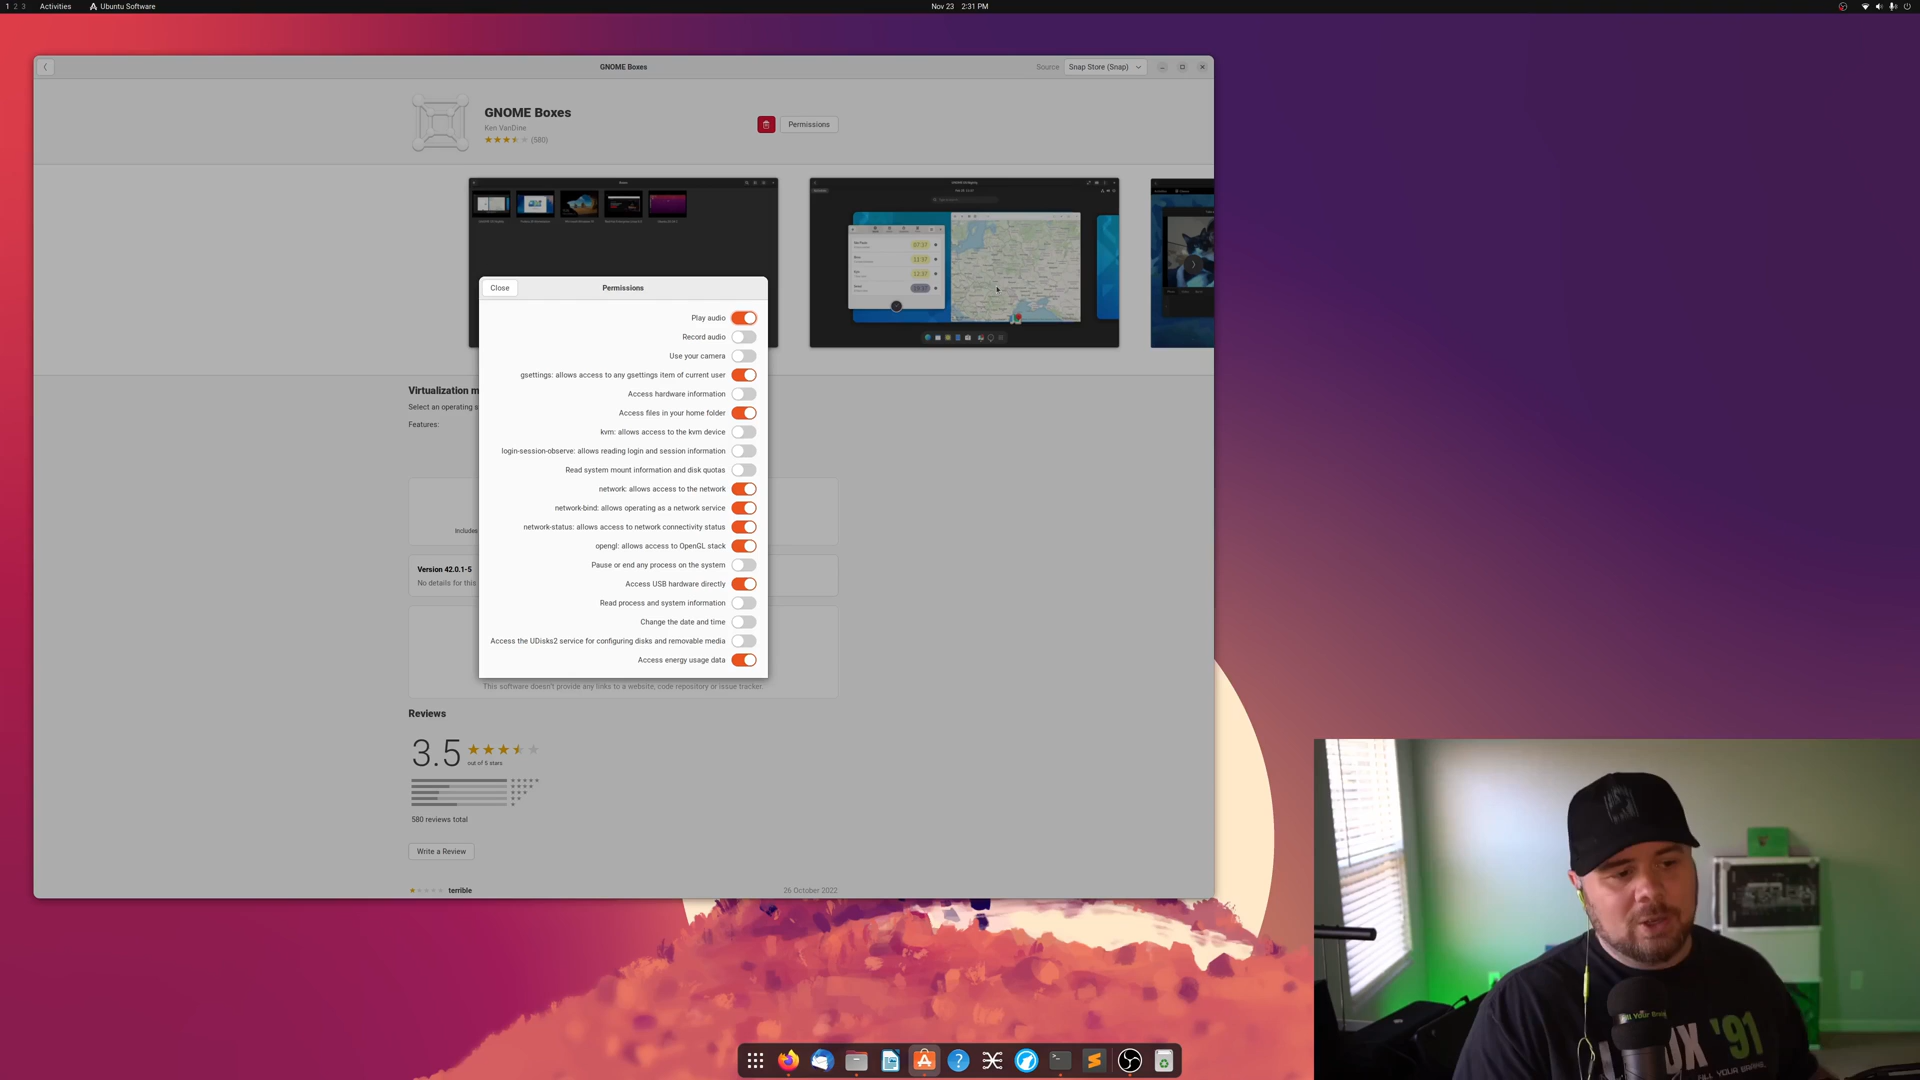 1 2 3 Activities Ubuntu Software Nov 23 2:31 PM
GNOME Boxes Source Snap Store (Snap)
GNOME Boxes
Ken VanDine
(580)
Permissions
Close Permissions
Play audio
Record audio
Use your camera
gsettings: allows access to any gsettings item of current user
Access hardware information
Access files in your home folder
kvm: allows access to the kvm device
login-session-observe: allows reading login and session information
Read system mount information and disk quotas
network: allows access to the network
network-bind: allows operating as a network service
network-status: allows access to network connectivity status
opengl: allows access to OpenGL stack
Pause or end any process on the system
Access USB hardware directly
Read process and system information
Change the date and time
Access the UDisks2 service for configuring disks and removable media
Access energy usage data
Virtualization m
Select an operating s
Features:
includes
Version 42.0.1-5
No details for this
This software doesn't provide any links to a website, code repository or issue tracker.
Reviews
3.5
out of 5 stars
580 reviews total
Write a Review
terrible 26 October 2022
'91